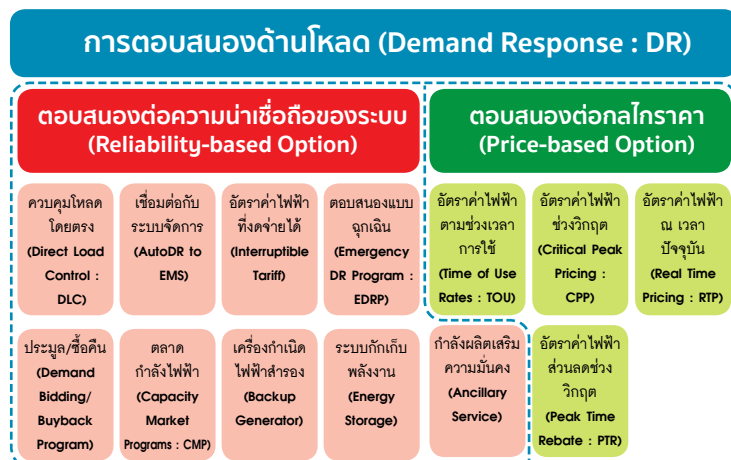 การตอบสนองด้านโหลด (Demand Response : DR)
ตอบสนองต่อความน่าเชื่อถือของระบบ
(Reliability-based Option)
ตอบสนองต่อกลไกราคา
(Price-based Option)
ควบคุมโหลด
โดยตรง
(Direct Load
Control :
DLC)
เชื่อมต่อกับ
ระบบจัดการ
(AutoDR to
EMS)
อัตราค่าไฟฟ้า
ที่งดจ่ายได้
(Interruptible
Tariff)
ตอบสนองแบบ
ฉุกเฉิน
(Emergency
DR Program :
EDRP)
อัตราค่าไฟฟ้า
ตามช่วงเวลา
การใช้
(Time of Use
Rates : TOU)
อัตราค่าไฟฟ้า
ช่วงวิกฤต
(Critical Peak
Pricing :
CPP)
อัตราค่าไฟฟ้า
ณ เวลา
ปัจจุบัน
(Real Time
Pricing : RTP)
ประมูล/ซื้อคืน
(Demand
Bidding/
Buyback
Program)
ตลาด
กำลังไฟฟ้า
(Capacity
Market
Programs : CMP)
เครื่องกำเนิด
ไฟฟ้าสำรอง
(Backup
Generator)
ระบบกักเก็บ
พลังงาน
(Energy
Storage)
กำลังผลิตเสริม
ความมั่นคง
(Ancillary
Service)
อัตราค่าไฟฟ้า
ส่วนลดช่วง
วิกฤต
(Peak Time
Rebate : PTR)